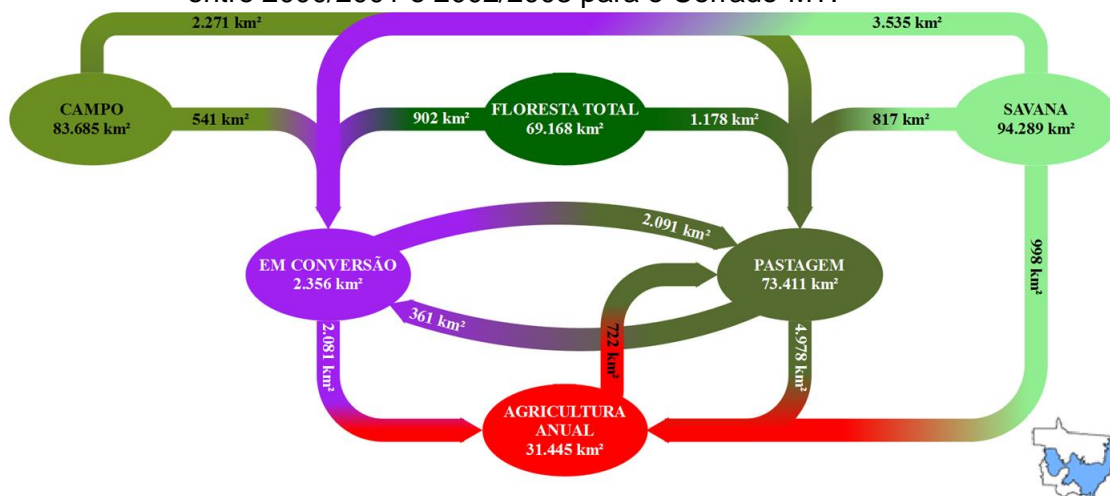 2.271 km²
3.535 km²
CAMPO
83.685 km²
541 km²
902 km²
FLORESTA TOTAL
69.168 km²
1.178 km²
817 km²
SAVANA
94.289 km²
2.091 km²
998 km²
EM CONVERSÃO
2.356 km²
PASTAGEM
73.411 km²
361 km²
722 km²
2.081 km²
4.978 km²
AGRICULTURA
ANUAL
31.445 km²